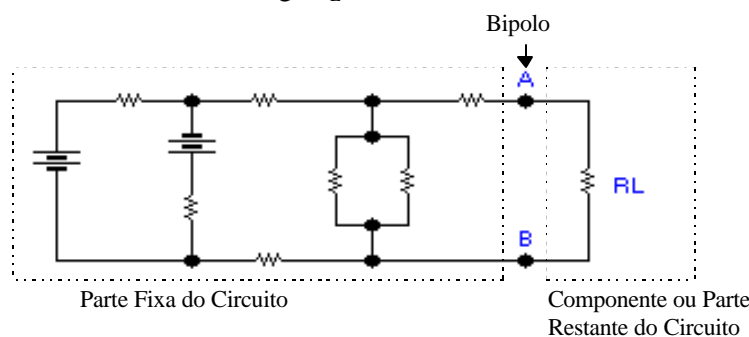 Bipolo
A
RL
B
Parte Fixa do Circuito
Componente ou Parte
Restante do Circuito